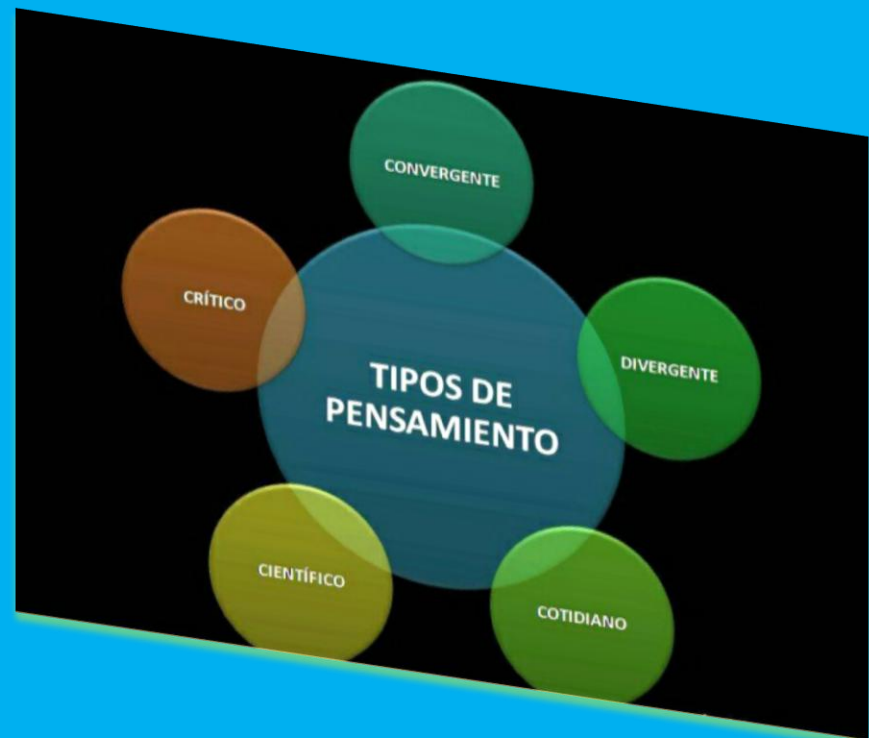 CONVERGENTE
CRÍTICO
DIVERGENTE
TIPOS DE
PENSAMIENTO
CIENTÍFICO
COTIDIANO